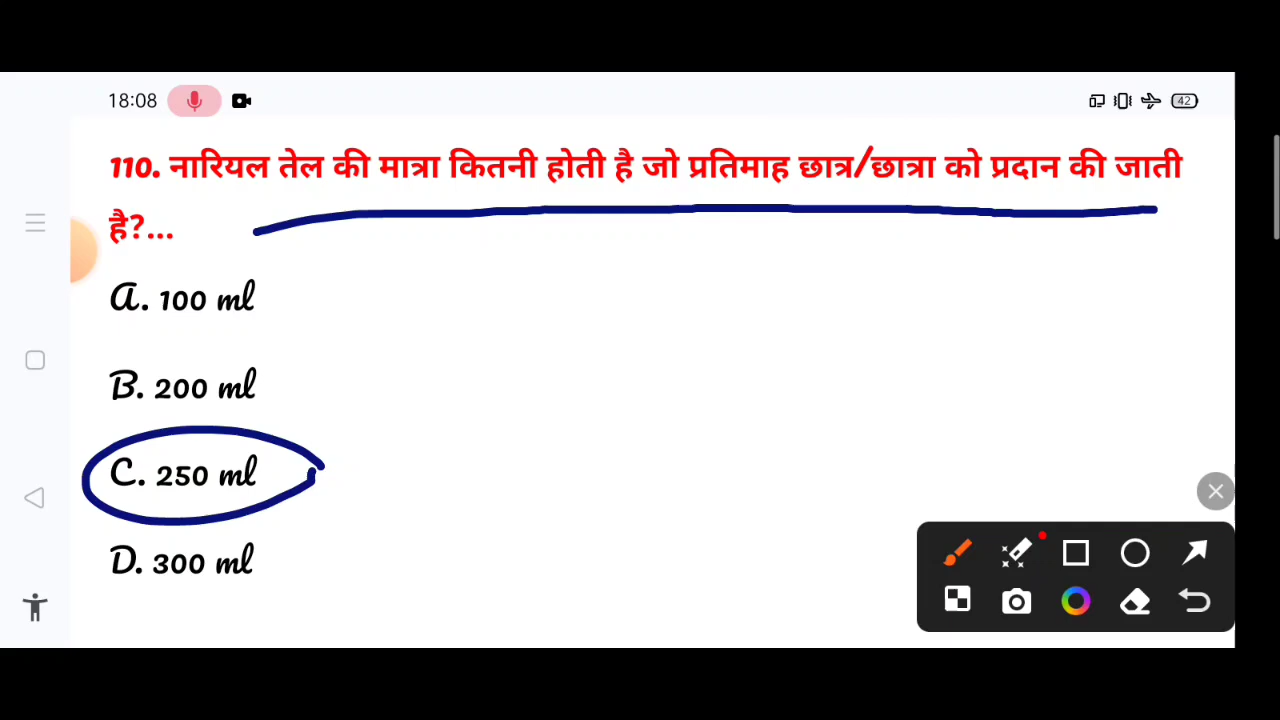 18:08
42
110. नारियल तेल की मात्रा कितनी होती है जो प्रतिमाह छात्र/छात्रा को प्रदान की जाती
है?...
A. 100 ml
B. 200 ml
C. 250 ml
D. 300 ml